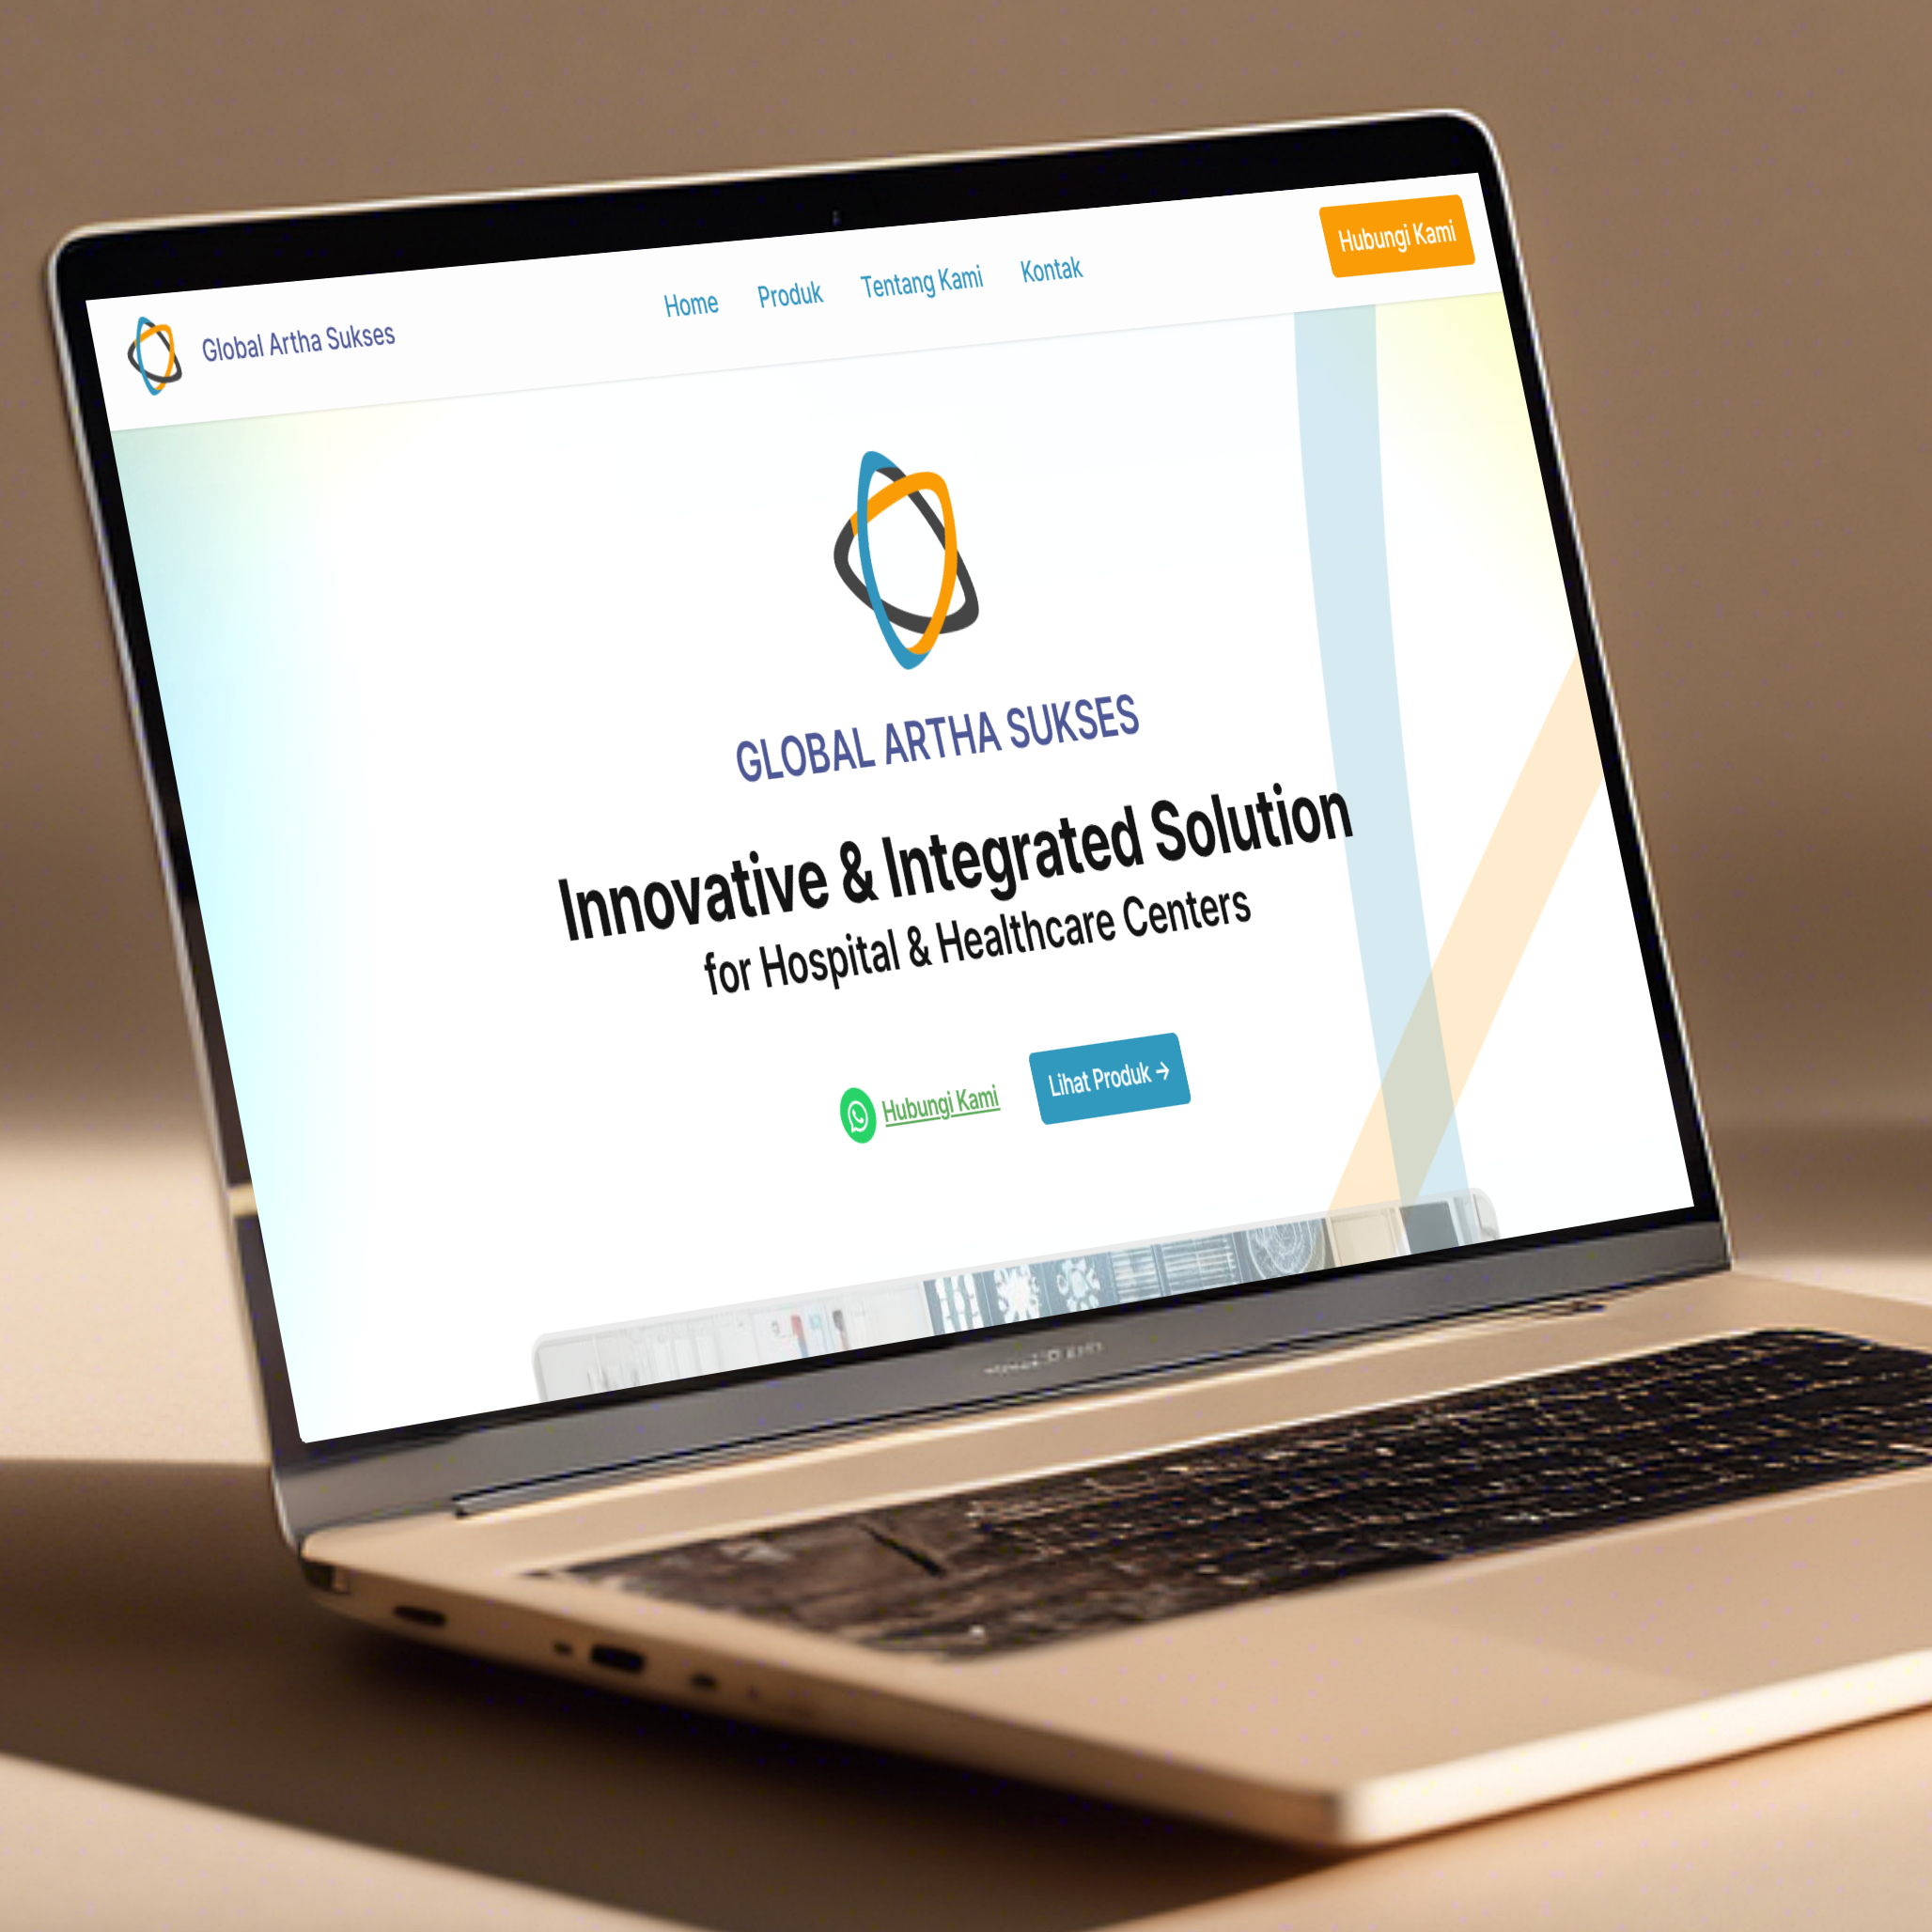 Global Artha Sukses
Home
Produk
Tentang Kami
Kontak
Hubungi Kami
GLOBAL ARTHA SUKSES
Innovative & Integrated Solution
for Hospital & Healthcare Centers
Hubungi Kami
Lihat Produk →